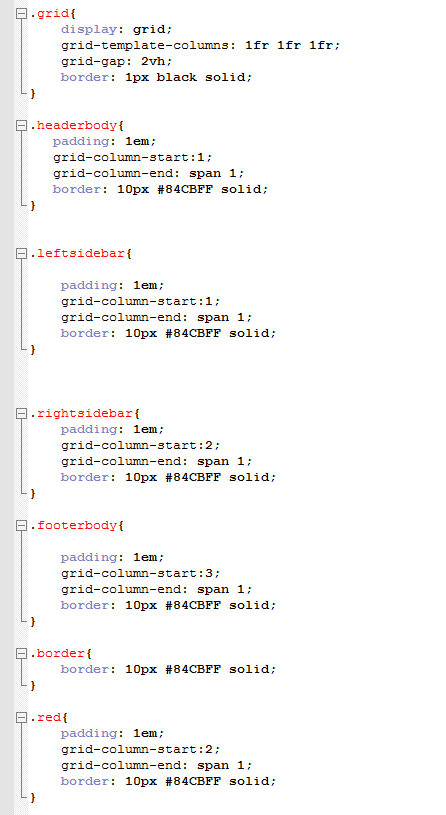 .grid{
display: grid;
grid-template-columns: 1fr 1fr 1fr;
grid-gap: 2vh;
border: 1px black solid;
}
.headerbody{
padding: 1em;
grid-column-start:1;
grid-column-end: span 1;
border: 10px #84CBFF solid;
}
.leftsidebar{
padding: 1em;
grid-column-start:1;
grid-column-end: span 1;
border: 10px #84CBFF solid;
}
.rightsidebar{
padding: 1em;
grid-column-start:2;
grid-column-end: span 1;
border: 10px #84CBFF solid;
}
.footerbody{
padding: 1em;
grid-column-start:3;
grid-column-end: span 1;
border: 10px #84CBFF solid;
}
.border{
border: 10px #84CBFF solid;
}
.red{
padding: 1em;
grid-column-start:2;
grid-column-end: span 1;
border: 10px #84CBFF solid;
}